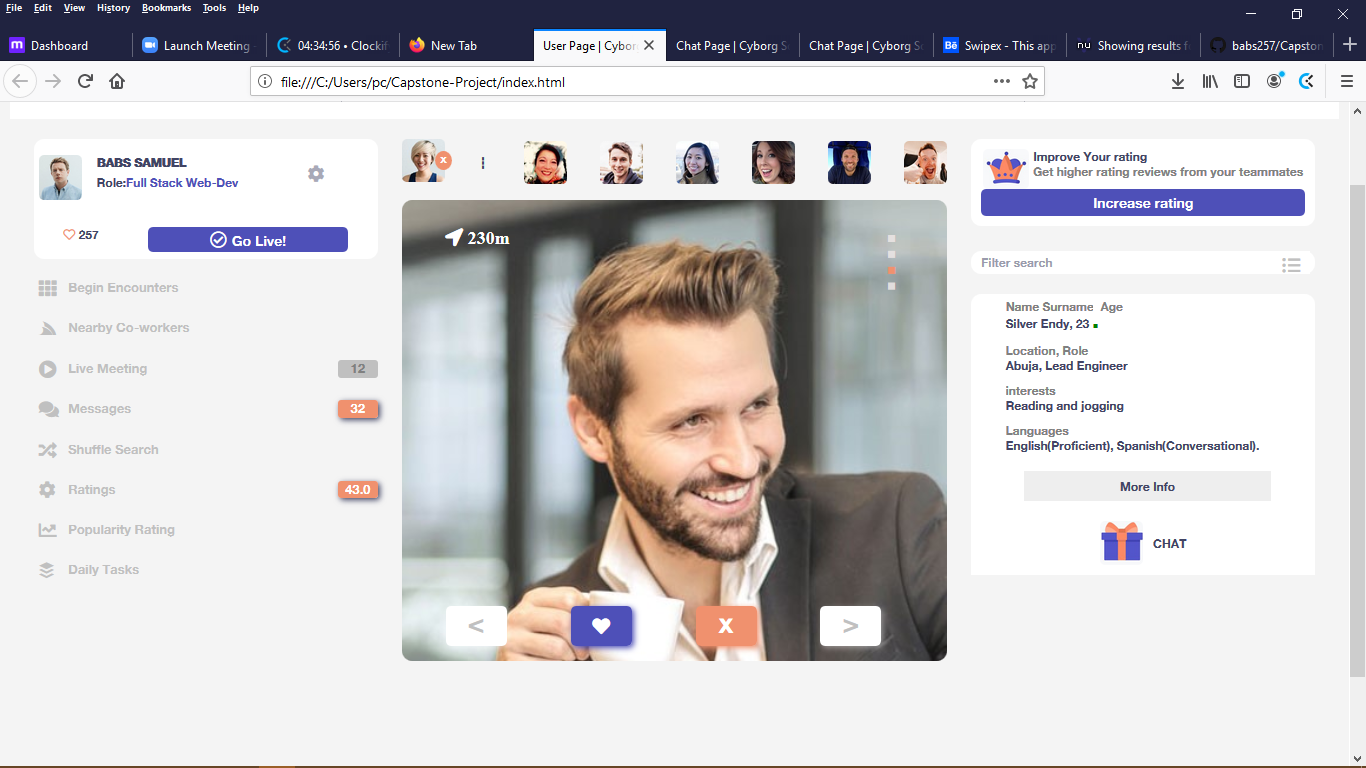 File Edit View History Bookmarks Tools Help
Dashboard
Launch Meeting
04:34:56 • Clockif
New Tab
User Page | Cybor
Chat Page | Cyborg S
Chat Page | Cyborg S
Bē Swipex - This app
nu Showing results f
babs257/Capston
file:///C:/Users/pc/Capstone-Project/index.html
BABS SAMUEL
Role:Full Stack Web-Dev
257
Go Live!
Begin Encounters
Nearby Co-workers
Live Meeting 12
Messages 32
Shuffle Search
Ratings 43.0
Popularity Rating
Daily Tasks
x
230m
<
X
>
Improve Your rating
Get higher rating reviews from your teammates
Increase rating
Filter search
Name Surname Age
Silver Endy, 23
Location, Role
Abuja, Lead Engineer
interests
Reading and jogging
Languages
English(Proficient), Spanish(Conversational).
More Info
CHAT